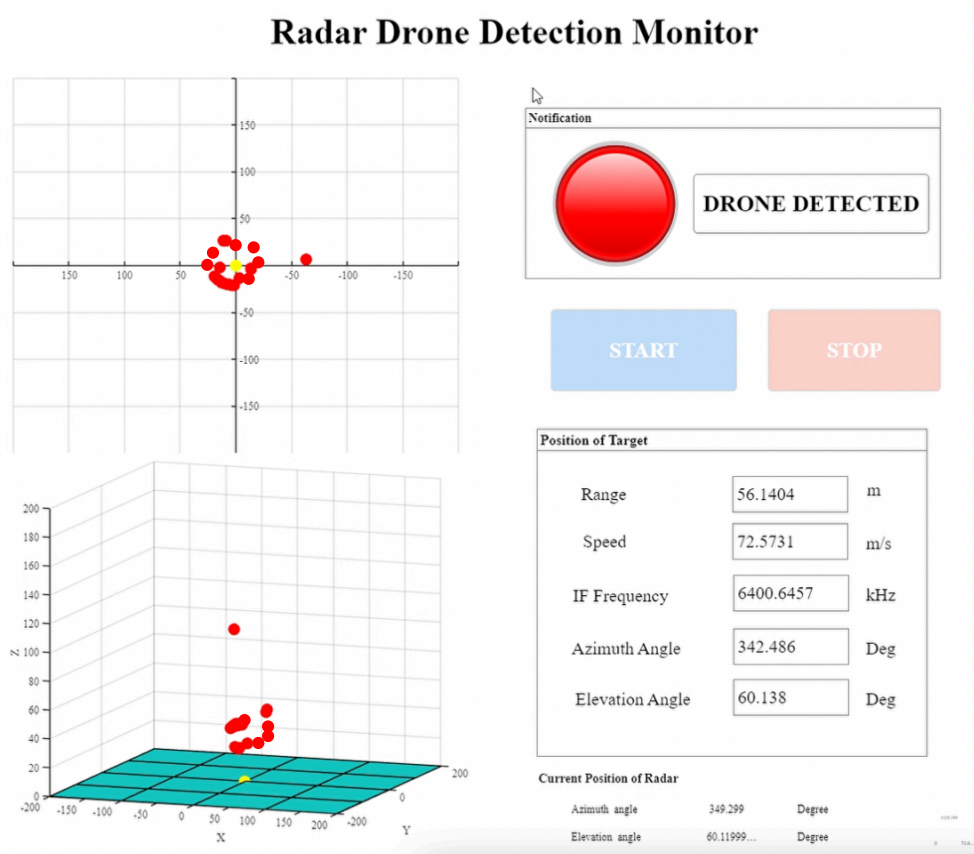 Radar Drone Detection Monitor
150
100
50
150 100 50 -50 -100 -150
-50
-100
-150
Notification
DRONE DETECTED
START STOP
Position of Target
Range 56.1404 m
Speed 72.5731 m/s
IF Frequency 6400.6457 kHz
Azimuth Angle 342.486 Deg
Elevation Angle 60.138 Deg
Current Position of Radar
Azimuth angle 349.299 Degree
Elevation angle 60.11999... Degree
200
180
160
140
120
Z 100
80
60
40
20
0
-200 -150 -100 -50 0 50 100 150 200
X
-200 0 200
Y